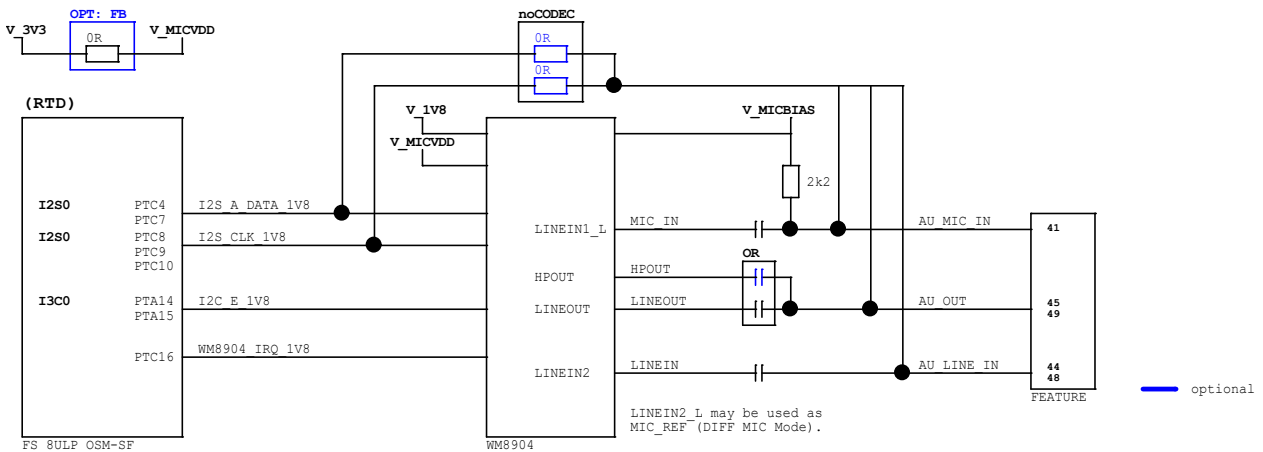 OPT: FB
noCODEC
V_3V3
V_MICVDD
0R
0R
0R
(RTD)
V_1V8
V_MICBIAS
V_MICVDD
2k2
I2S0
PTC4
I2S_A_DATA_1V8
PTC7
I2S0
PTC8
I2S_CLK_1V8
PTC9
PTC10
I3C0
PTA14
I2C_E_1V8
PTA15
PTC16
WM8904_IRQ_1V8
LINEIN1_L
MIC_IN
AU_MIC_IN
41
OR
HPOUT
HPOUT
LINEOUT
LINEOUT
AU_OUT
45
49
LINEIN2
LINEIN
AU_LINE_IN
44
48
FEATURE
optional
LINEIN2_L may be used as
MIC_REF (DIFF MIC Mode).
FS 8ULP OSM-SF
WM8904